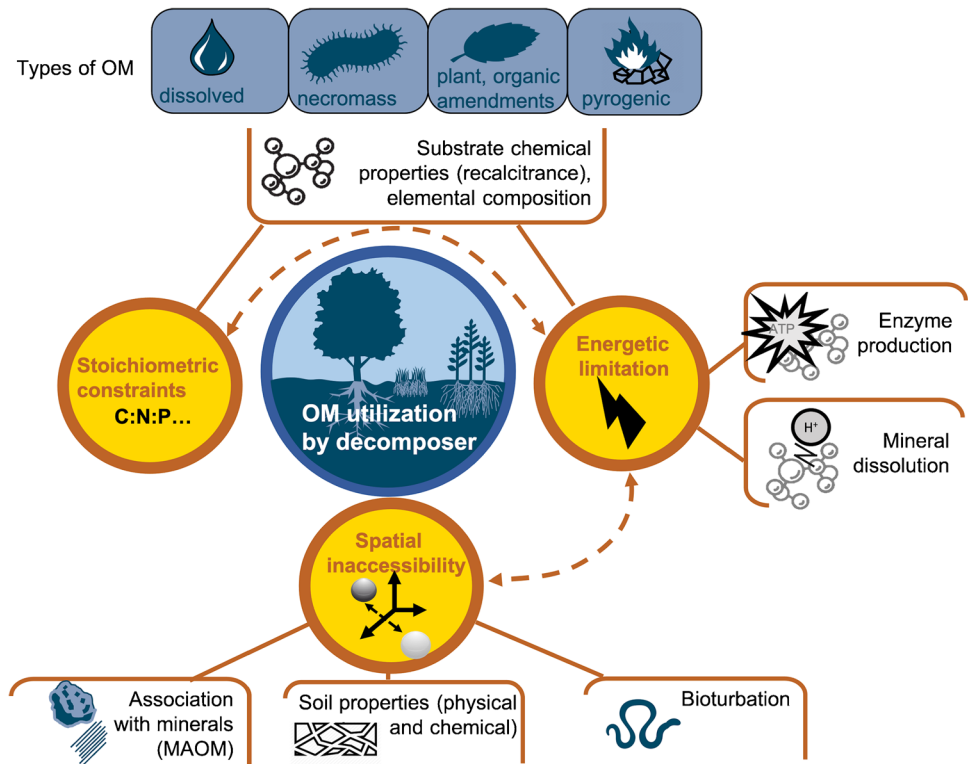 Types of OM
dissolved
necromass
plant, organic
amendments
pyrogenic
Substrate chemical
properties (recalcitrance),
elemental composition
Stoichiometric
constraints
C:N:P...
OM utilization
by decomposer
Energetic
limitation
ATP
Enzyme
production
H⁺
Mineral
dissolution
Spatial
inaccessibility
Association
with minerals
(MAOM)
Soil properties (physical
and chemical)
Bioturbation